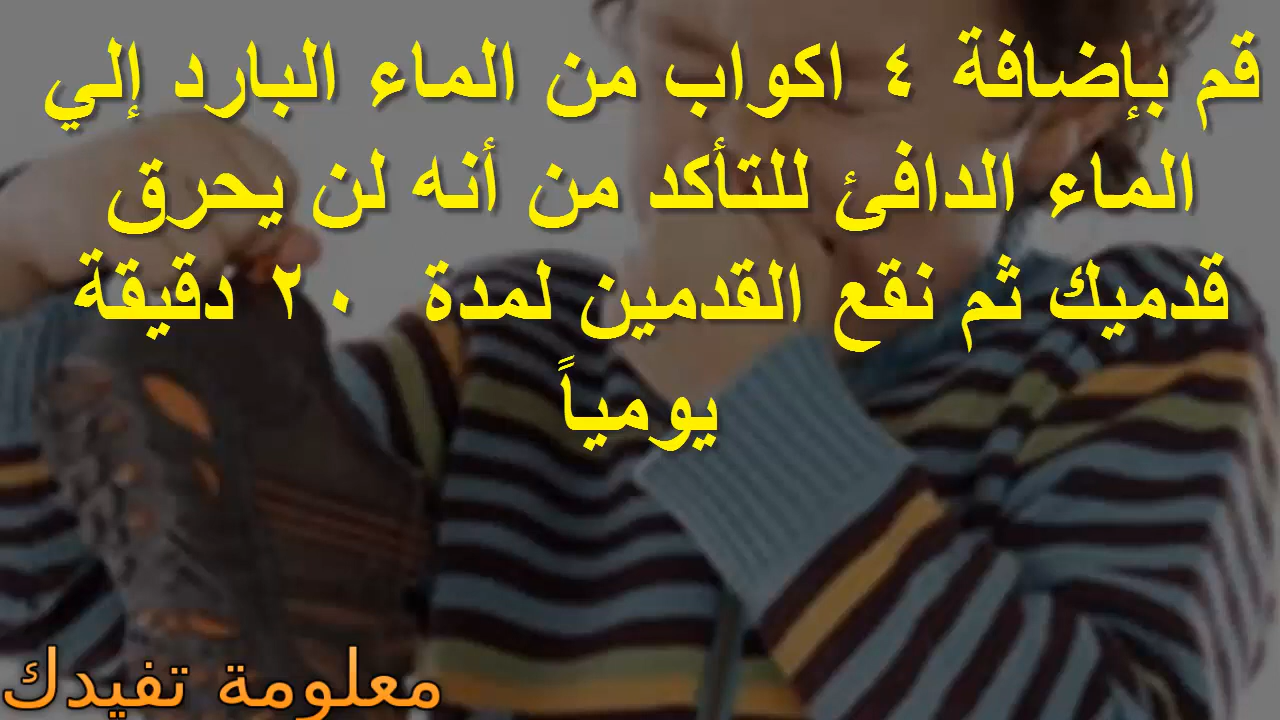 قم بإضافة ٤ اكواب من الماء البارد إلي
الماء الدافئ للتأكد من أنه لن يحرق
قدميك ثم نقع القدمين لمدة ٢٠ دقيقة
يومياً
معلومة تفيدك